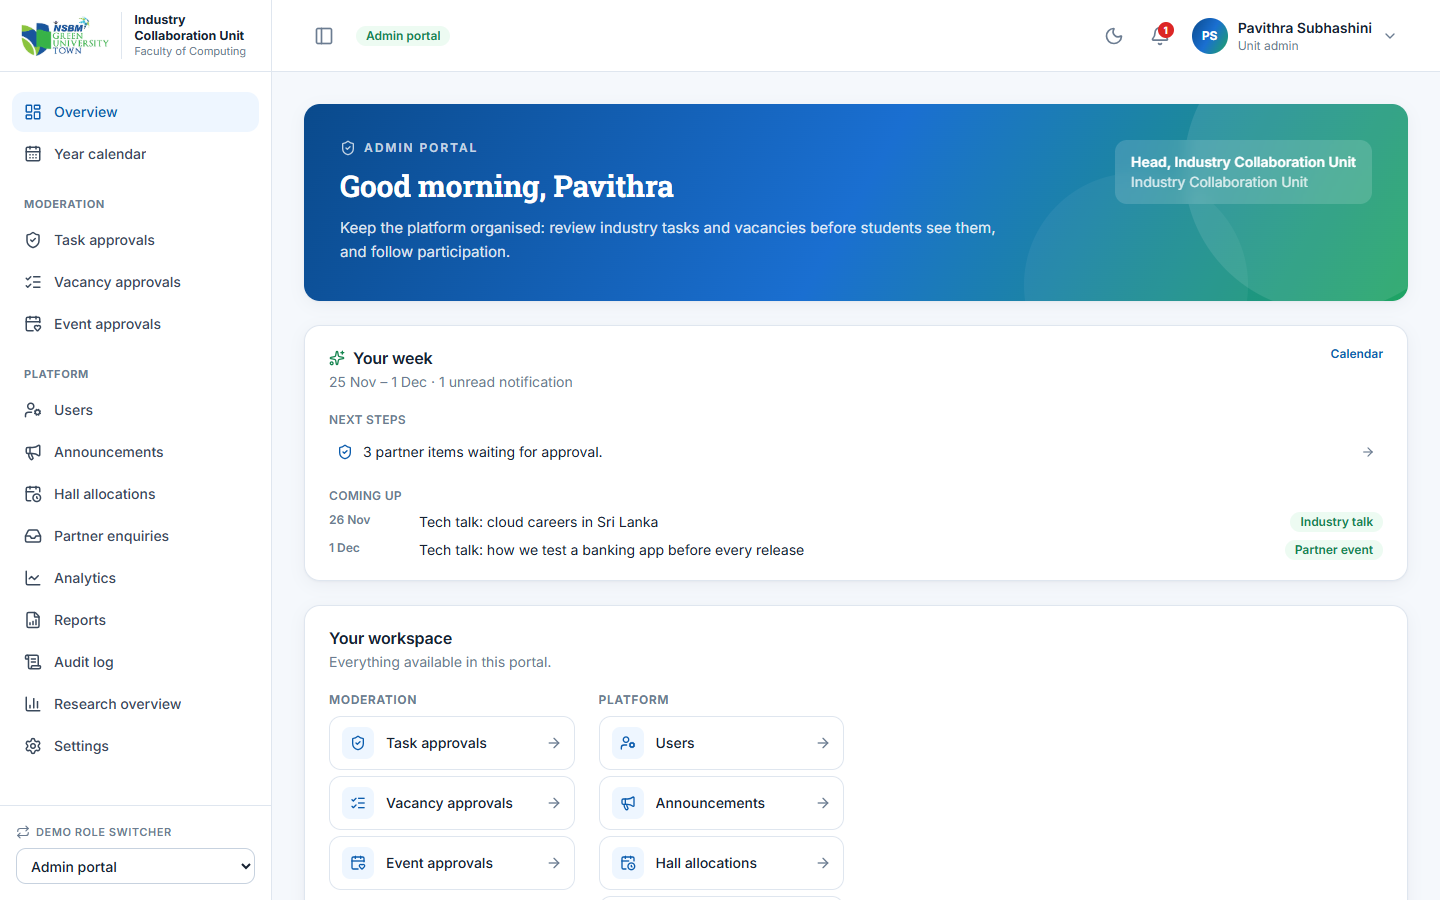 NSBM
GREEN
UNIVERSITY
TOWN
Industry
Collaboration Unit
Faculty of Computing
Admin portal
1
PS
Pavithra Subhashini
Unit admin
Overview
Year calendar
MODERATION
Task approvals
Vacancy approvals
Event approvals
PLATFORM
Users
Announcements
Hall allocations
Partner enquiries
Analytics
Reports
Audit log
Research overview
Settings
DEMO ROLE SWITCHER
Admin portal
ADMIN PORTAL
Good morning, Pavithra
Keep the platform organised: review industry tasks and vacancies before students see them,
and follow participation.
Head, Industry Collaboration Unit
Industry Collaboration Unit
Your week
Calendar
25 Nov – 1 Dec · 1 unread notification
NEXT STEPS
3 partner items waiting for approval.
COMING UP
26 Nov Tech talk: cloud careers in Sri Lanka Industry talk
1 Dec Tech talk: how we test a banking app before every release Partner event
Your workspace
Everything available in this portal.
MODERATION
Task approvals
Vacancy approvals
Event approvals
PLATFORM
Users
Announcements
Hall allocations